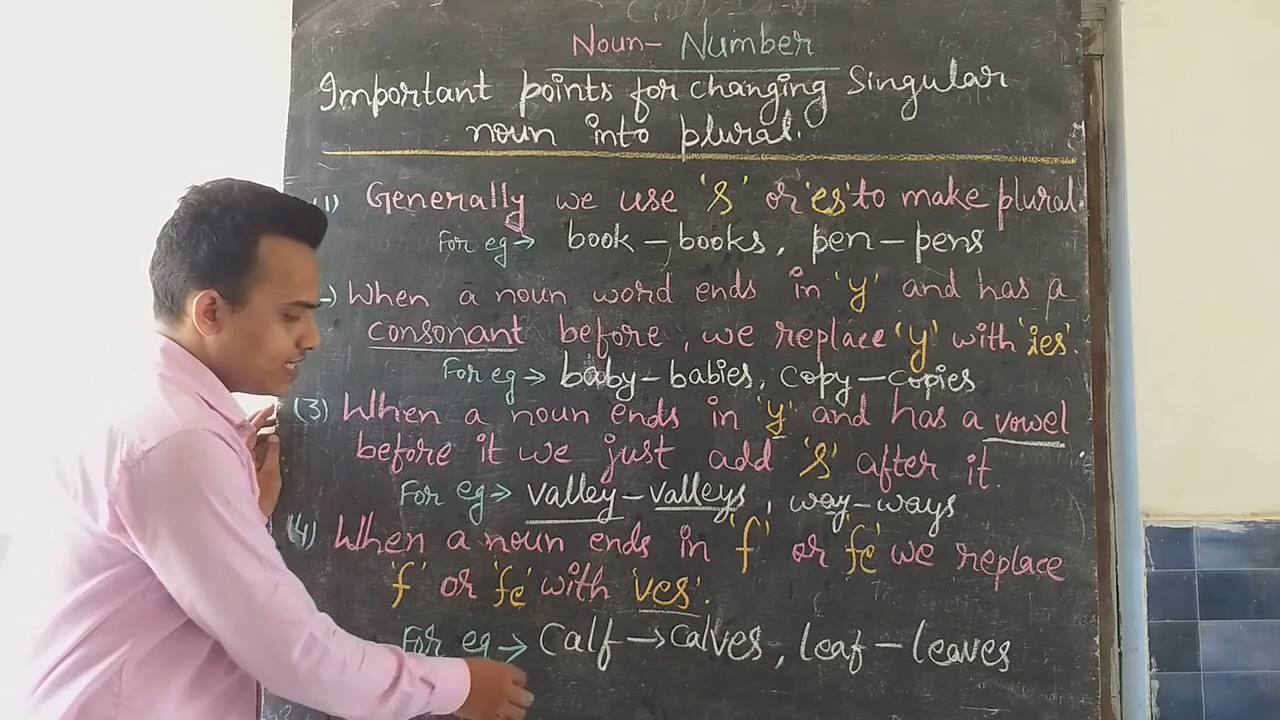 Noun- Number
Important points for changing Singular
noun into plural.
1) Generally we use 's' or 'es' to make plural.
For eg → book – books, pen – pens
When a noun word ends in 'y' and has a
consonant before, we replace 'y' with 'ies'.
For eg → baby – babies, copy – copies
(3) When a noun ends in 'y' and has a vowel
before it we just add 's' after it.
For eg → valley – valleys, way – ways
(4) When a noun ends in 'f' or 'fe' we replace
'f' or 'fe' with 'ves'.
For eg → Calf → calves, leaf – leaves